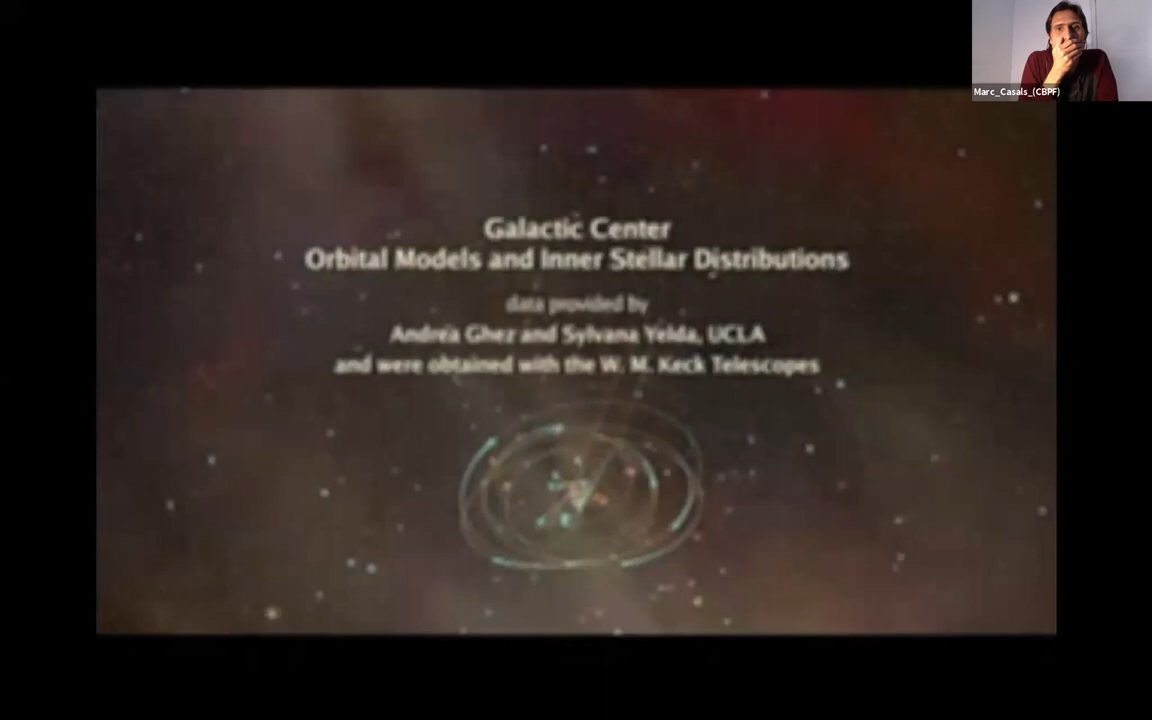 Marc_Casals_(CBPF)
Galactic Center
Orbital Models and Inner Stellar Distributions
data provided by
Andrea Ghez and Sylvana Yelda, UCLA
and were obtained with the W. M. Keck Telescopes